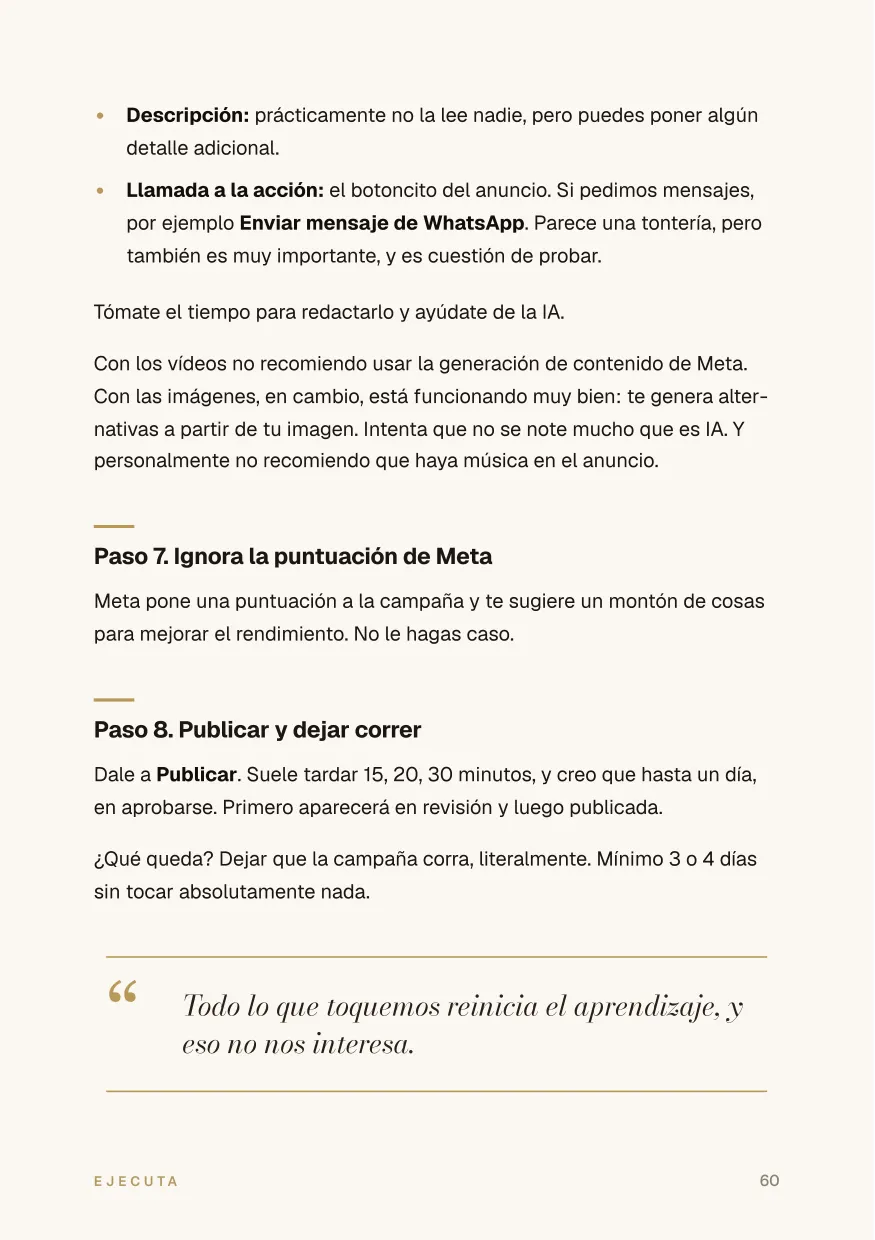 • Descripción: prácticamente no la lee nadie, pero puedes poner algún
detalle adicional.
• Llamada a la acción: el botoncito del anuncio. Si pedimos mensajes,
por ejemplo Enviar mensaje de WhatsApp. Parece una tontería, pero
también es muy importante, y es cuestión de probar.
Tómate el tiempo para redactarlo y ayúdate de la IA.
Con los vídeos no recomiendo usar la generación de contenido de Meta.
Con las imágenes, en cambio, está funcionando muy bien: te genera alter-
nativas a partir de tu imagen. Intenta que no se note mucho que es IA. Y
personalmente no recomiendo que haya música en el anuncio.
Paso 7. Ignora la puntuación de Meta
Meta pone una puntuación a la campaña y te sugiere un montón de cosas
para mejorar el rendimiento. No le hagas caso.
Paso 8. Publicar y dejar correr
Dale a Publicar. Suele tardar 15, 20, 30 minutos, y creo que hasta un día,
en aprobarse. Primero aparecerá en revisión y luego publicada.
¿Qué queda? Dejar que la campaña corra, literalmente. Mínimo 3 o 4 días
sin tocar absolutamente nada.
“ Todo lo que toquemos reinicia el aprendizaje, y
eso no nos interesa.
EJECUTA 60